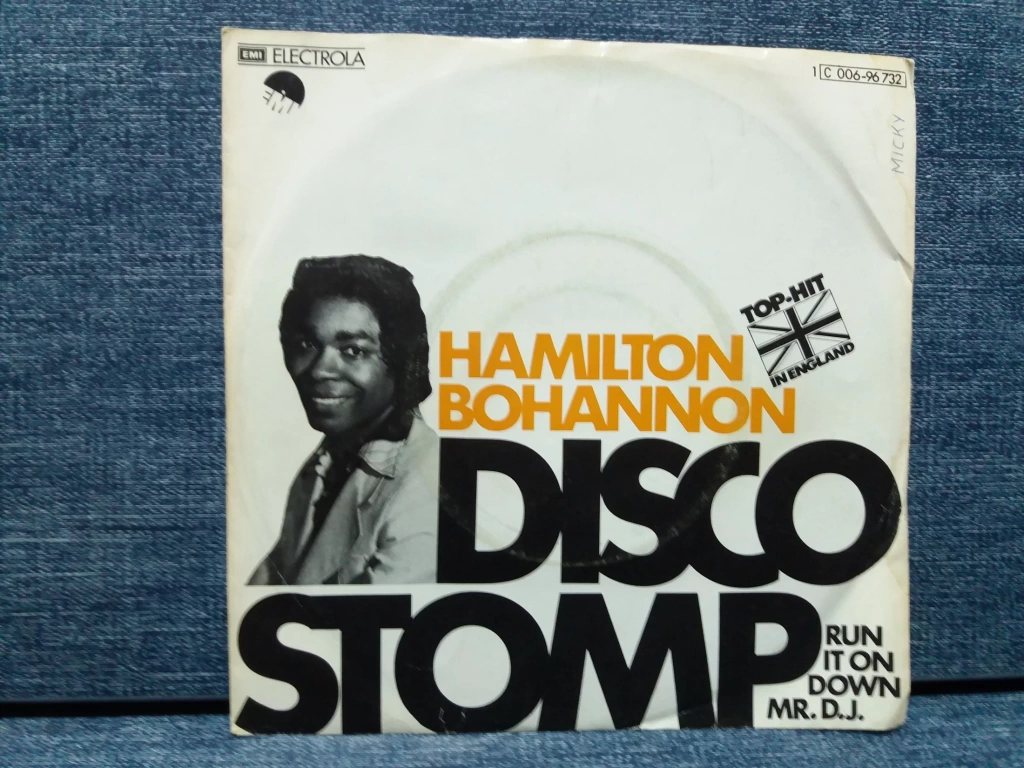 EMI ELECTROLA
EMI
1 C 006-96 732
MICKY
TOP-HIT
IN ENGLAND
HAMILTON
BOHANNON
DISCO
STOMP
RUN
IT ON
DOWN
MR. D.J.